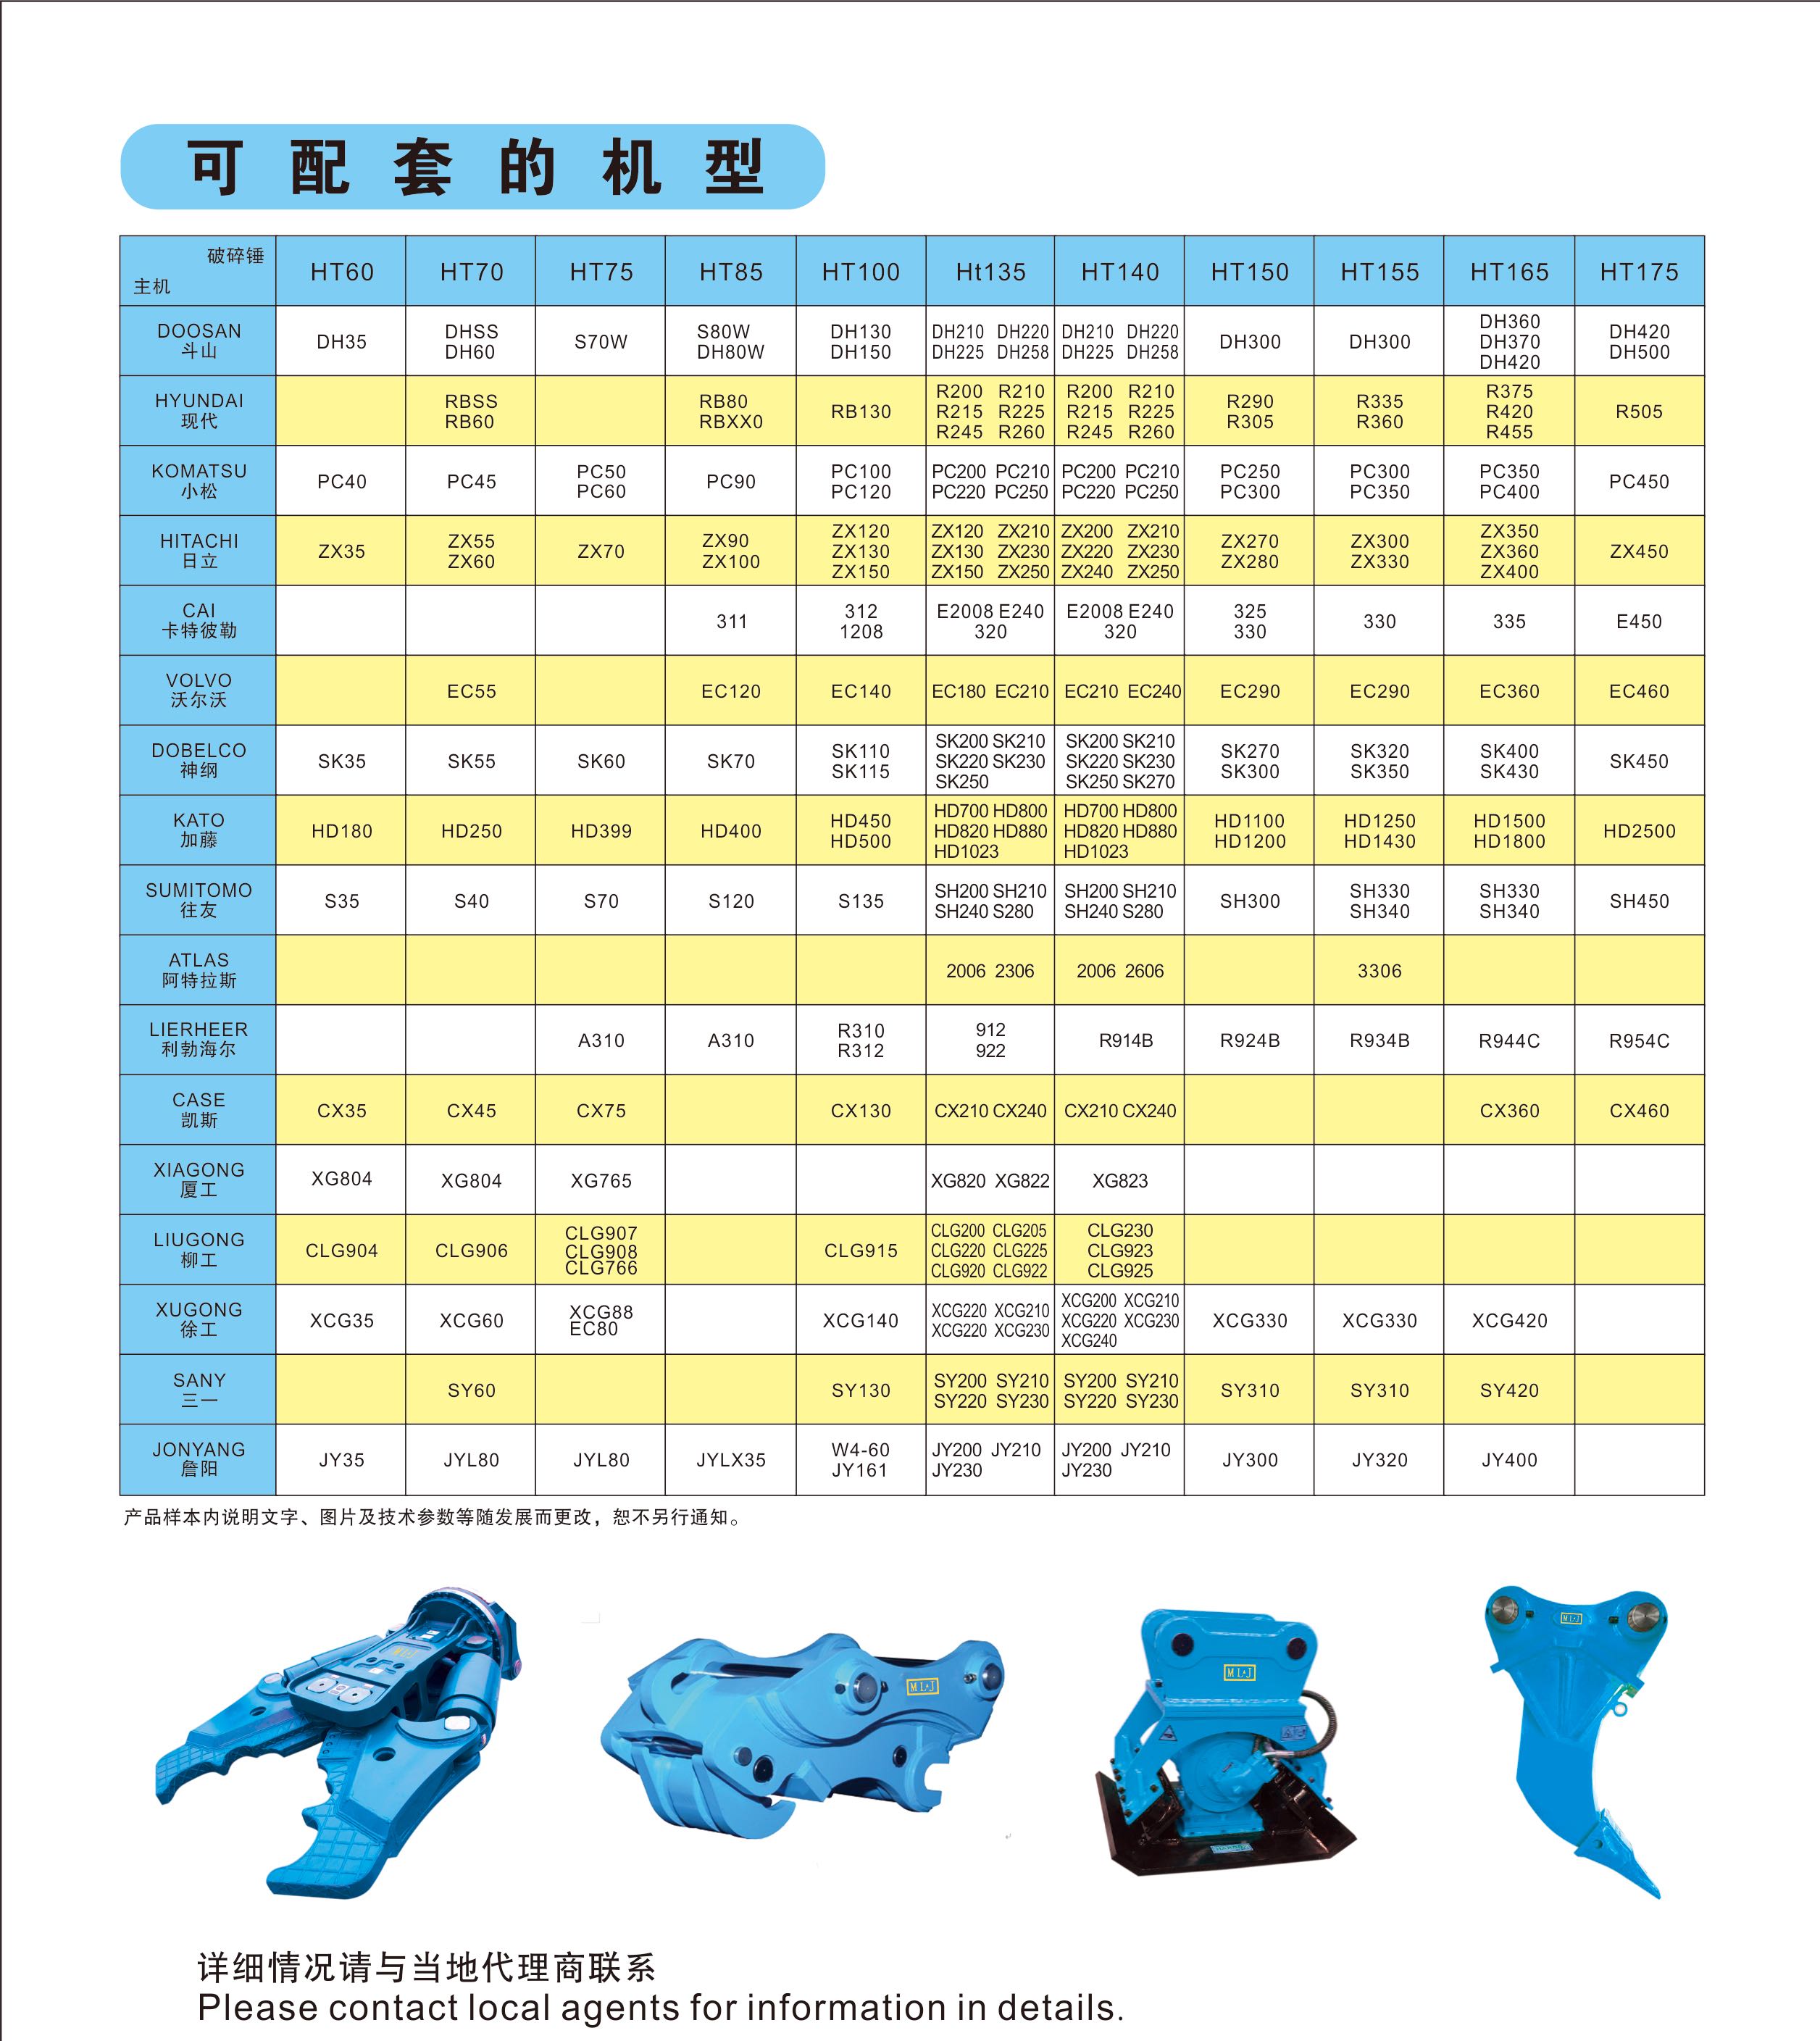 可配套的机型
破碎锤
主机
HT60 HT70 HT75 HT85 HT100 Ht135 HT140 HT150 HT155 HT165 HT175
DOOSAN
斗山
DH35
DHSS
DH60
S70W
S80W
DH80W
DH130
DH150
DH210 DH220
DH225 DH258
DH210 DH220
DH225 DH258
DH300
DH300
DH360
DH370
DH420
DH420
DH500
HYUNDAI
现代
RBSS
RB60
RB80
RBXX0
RB130
R200 R210
R215 R225
R245 R260
R200 R210
R215 R225
R245 R260
R290
R305
R335
R360
R375
R420
R455
R505
KOMATSU
小松
PC40
PC45
PC50
PC60
PC90
PC100
PC120
PC200 PC210
PC220 PC250
PC200 PC210
PC220 PC250
PC250
PC300
PC300
PC350
PC350
PC400
PC450
HITACHI
日立
ZX35
ZX55
ZX60
ZX70
ZX90
ZX100
ZX120
ZX130
ZX150
ZX120 ZX210
ZX130 ZX230
ZX150 ZX250
ZX200 ZX210
ZX220 ZX230
ZX240 ZX250
ZX270
ZX280
ZX300
ZX330
ZX350
ZX360
ZX400
ZX450
CAI
卡特彼勒
311
312
1208
E2008 E240
320
E2008 E240
320
325
330
330
335
E450
VOLVO
沃尔沃
EC55
EC120
EC140
EC180 EC210
EC210 EC240
EC290
EC290
EC360
EC460
DOBELCO
神纲
SK35
SK55
SK60
SK70
SK110
SK115
SK200 SK210
SK220 SK230
SK250
SK200 SK210
SK220 SK230
SK250 SK270
SK270
SK300
SK320
SK350
SK400
SK430
SK450
KATO
加藤
HD180
HD250
HD399
HD400
HD450
HD500
HD700 HD800
HD820 HD880
HD1023
HD700 HD800
HD820 HD880
HD1023
HD1100
HD1200
HD1250
HD1430
HD1500
HD1800
HD2500
SUMITOMO
往友
S35
S40
S70
S120
S135
SH200 SH210
SH240 S280
SH200 SH210
SH240 S280
SH300
SH330
SH340
SH330
SH340
SH450
ATLAS
阿特拉斯
2006 2306
2006 2606
3306
LIERHEER
利勃海尔
A310
A310
R310
R312
912
922
R914B
R924B
R934B
R944C
R954C
CASE
凯斯
CX35
CX45
CX75
CX130
CX210 CX240
CX210 CX240
CX360
CX460
XIAGONG
厦工
XG804
XG804
XG765
XG820 XG822
XG823
LIUGONG
柳工
CLG904
CLG906
CLG907
CLG908
CLG766
CLG915
CLG200 CLG205
CLG220 CLG225
CLG920 CLG922
CLG230
CLG923
CLG925
XUGONG
徐工
XCG35
XCG60
XCG88
EC80
XCG140
XCG220 XCG210
XCG220 XCG230
XCG200 XCG210
XCG220 XCG230
XCG240
XCG330
XCG330
XCG420
SANY
三一
SY60
SY130
SY200 SY210
SY220 SY230
SY200 SY210
SY220 SY230
SY310
SY310
SY420
JONYANG
詹阳
JY35
JYL80
JYL80
JYLX35
W4-60
JY161
JY200 JY210
JY230
JY200 JY210
JY230
JY300
JY320
JY400
产品样本内说明文字、图片及技术参数等随发展而更改，恕不另行通知。
详细情况请与当地代理商联系
Please contact local agents for information in details.